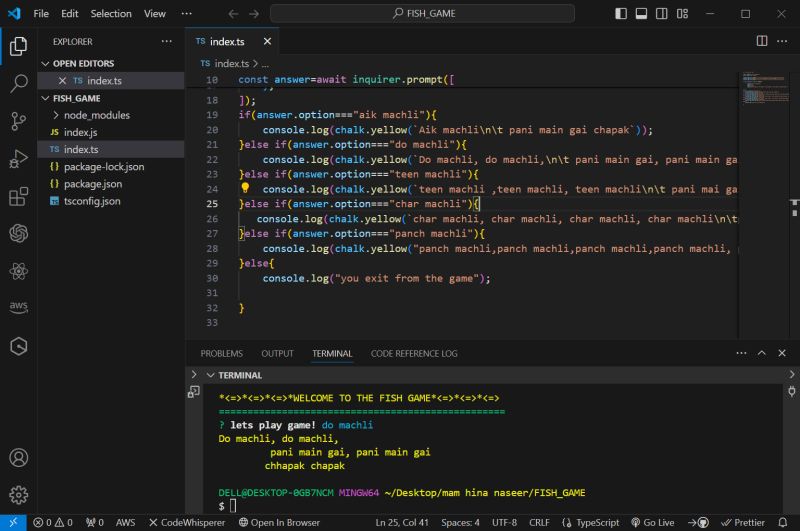 File Edit Selection View ··· FISH_GAME
EXPLORER ···
OPEN EDITORS
TS index.ts
FISH_GAME
node_modules
JS index.js
TS index.ts
{} package-lock.json
{} package.json
tsconfig.json
aws
TS index.ts
TS index.ts > ...
10 const answer=await inquirer.prompt([
18 ]);
19 if(answer.option==="aik machli"){
20 console.log(chalk.yellow(`Aik machli\n\t pani main gai chapak`));
21 }else if(answer.option==="do machli"){
22 console.log(chalk.yellow(`Do machli, do machli,\n\t pani main gai, pani main ga
23 }else if(answer.option==="teen machli"){
24 console.log(chalk.yellow(`teen machli ,teen machli, teen machli\n\t pani mai ga
25 }else if(answer.option==="char machli"){
26 console.log(chalk.yellow(`char machli, char machli, char machli, char machli\n\t
27 }else if(answer.option==="panch machli"){
28 console.log(chalk.yellow("panch machli,panch machli,panch machli,panch machli,
29 }else{
30 console.log("you exit from the game");
31
32 }
33
PROBLEMS OUTPUT TERMINAL CODE REFERENCE LOG
TERMINAL
*<=>*<=>*<=>*WELCOME TO THE FISH GAME*<=>*<=>*<=>
==================================================
? lets play game! do machli
Do machli, do machli,
pani main gai, pani main gai
chhapak chapak
DELL@DESKTOP-0GB7NCM MINGW64 ~/Desktop/mam hina naseer/FISH_GAME
$
0 0 0 AWS CodeWhisperer Open In Browser Ln 25, Col 41 Spaces: 4 UTF-8 CRLF {} TypeScript Go Live Prettier